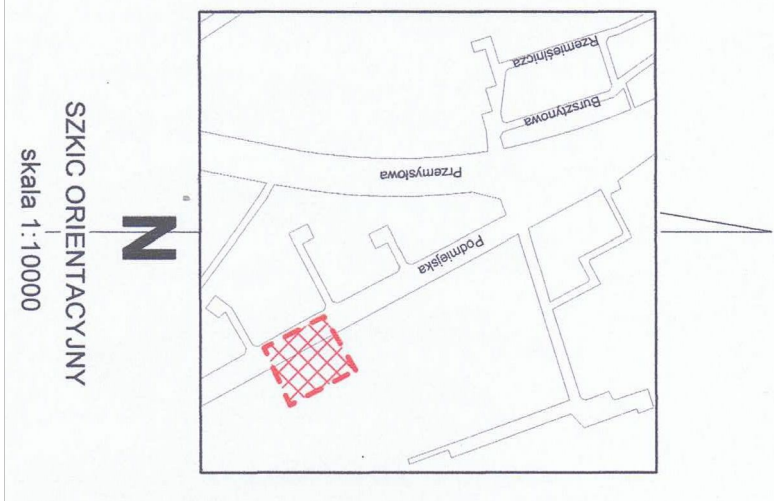 SZKIC ORIENTACYJNY
skala 1:10000
N
Rzemieślnicza
Bursztynowa
Przemysłowa
Podmiejska